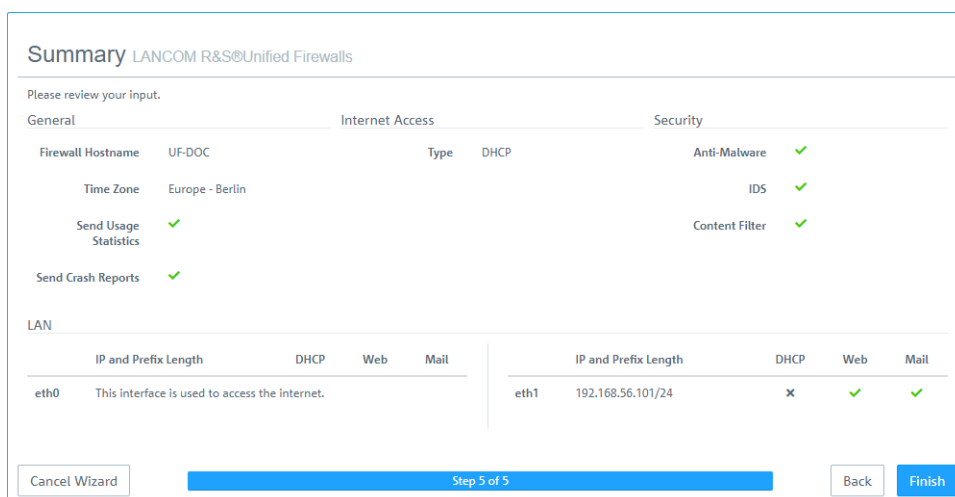 Summary LANCOM R&S®Unified Firewalls
Please review your input.
General Internet Access Security
Firewall Hostname UF-DOC Type DHCP Anti-Malware ✔
Time Zone Europe - Berlin IDS ✔
Send Usage Statistics ✔ Content Filter ✔
Send Crash Reports ✔
LAN
IP and Prefix Length DHCP Web Mail IP and Prefix Length DHCP Web Mail
eth0 This interface is used to access the internet. eth1 192.168.56.101/24 ✖ ✔ ✔
Cancel Wizard Step 5 of 5 Back Finish